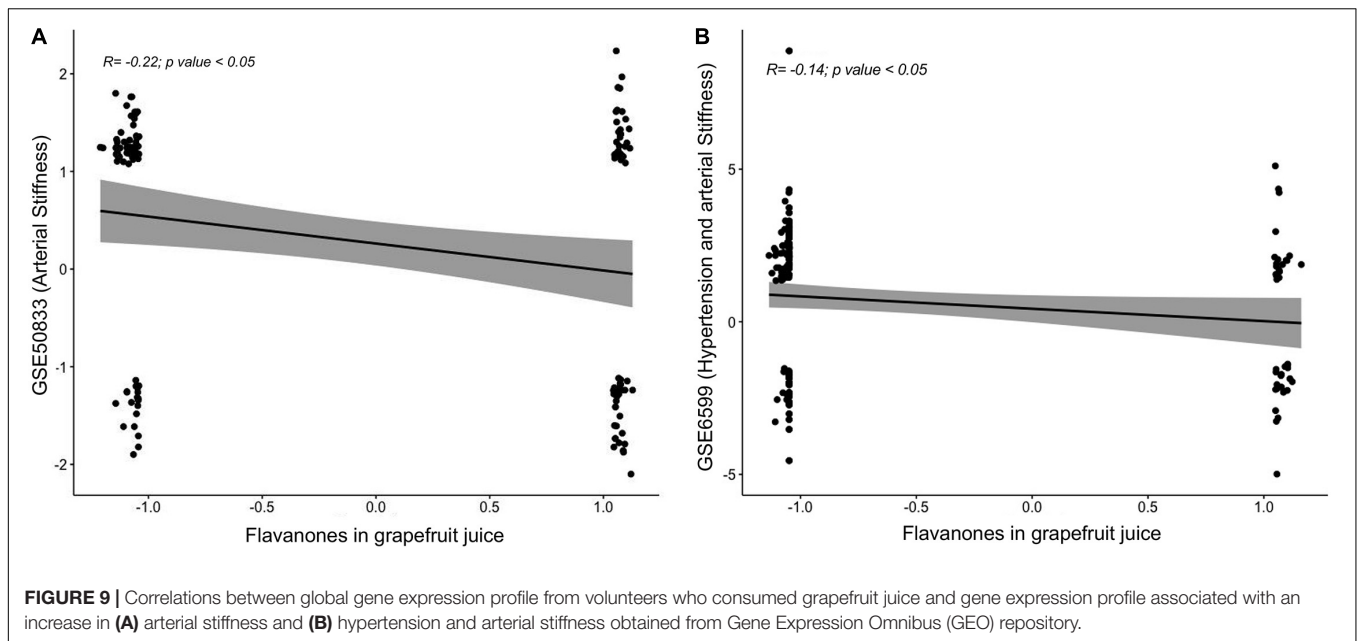 A
R= -0.22; p value < 0.05
GSE50833 (Arterial Stiffness)
2
1
0
-1
-2
-1.0
-0.5
0.0
0.5
1.0
Flavanones in grapefruit juice
B
R= -0.14; p value < 0.05
GSE6599 (Hypertension and arterial Stiffness)
5
0
-5
-1.0
-0.5
0.0
0.5
1.0
Flavanones in grapefruit juice
FIGURE 9 | Correlations between global gene expression profile from volunteers who consumed grapefruit juice and gene expression profile associated with an
increase in (A) arterial stiffness and (B) hypertension and arterial stiffness obtained from Gene Expression Omnibus (GEO) repository.